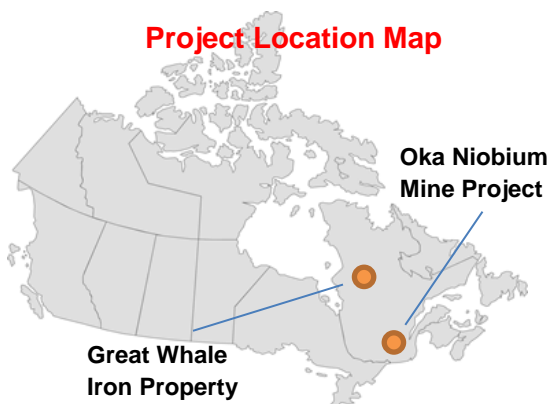 Project Location Map
Oka Niobium
Mine Project
Great Whale
Iron Property